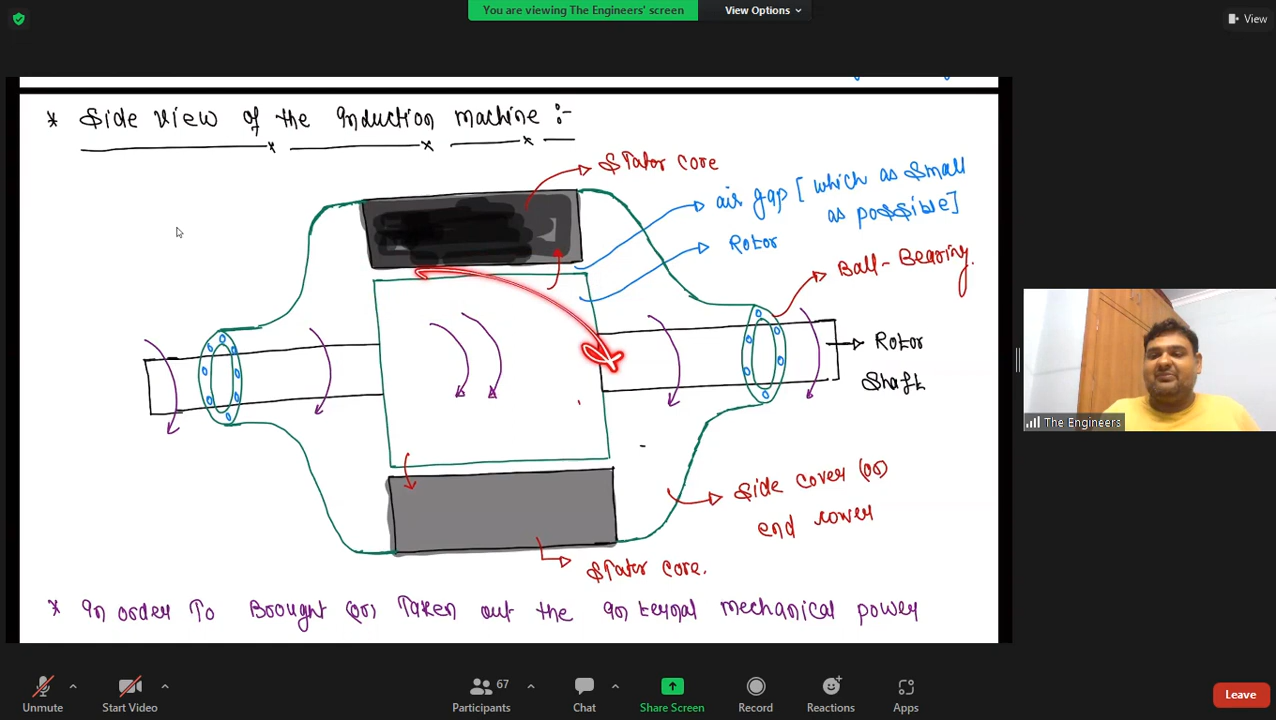 You are viewing The Engineers' screen
View Options
View
* Side View of the Induction machine :-
Stator core
air gap [ which as small
as possible]
Rotor
Ball-Bearing.
Rotor
Shaft
The Engineers
Side cover (or)
end cover
Stator core.
* In order To Brought (or) Taken out the Internal mechanical power
Unmute
Start Video
67
Participants
Chat
Share Screen
Record
Reactions
Apps
Leave